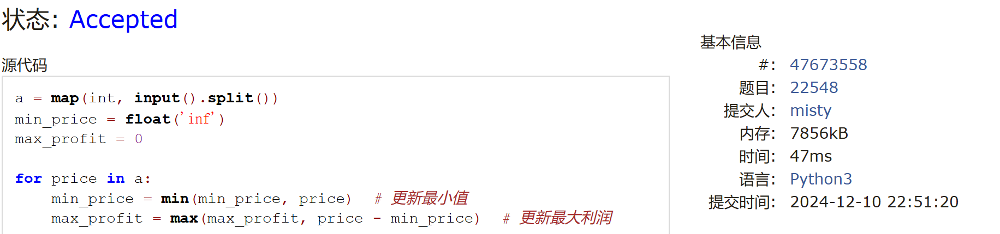 状态: Accepted
源代码
a = map(int, input().split())
min_price = float('inf')
max_profit = 0
for price in a:
    min_price = min(min_price, price)  # 更新最小值
    max_profit = max(max_profit, price - min_price)  # 更新最大利润
基本信息
#: 47673558
题目: 22548
提交人: misty
内存: 7856kB
时间: 47ms
语言: Python3
提交时间: 2024-12-10 22:51:20